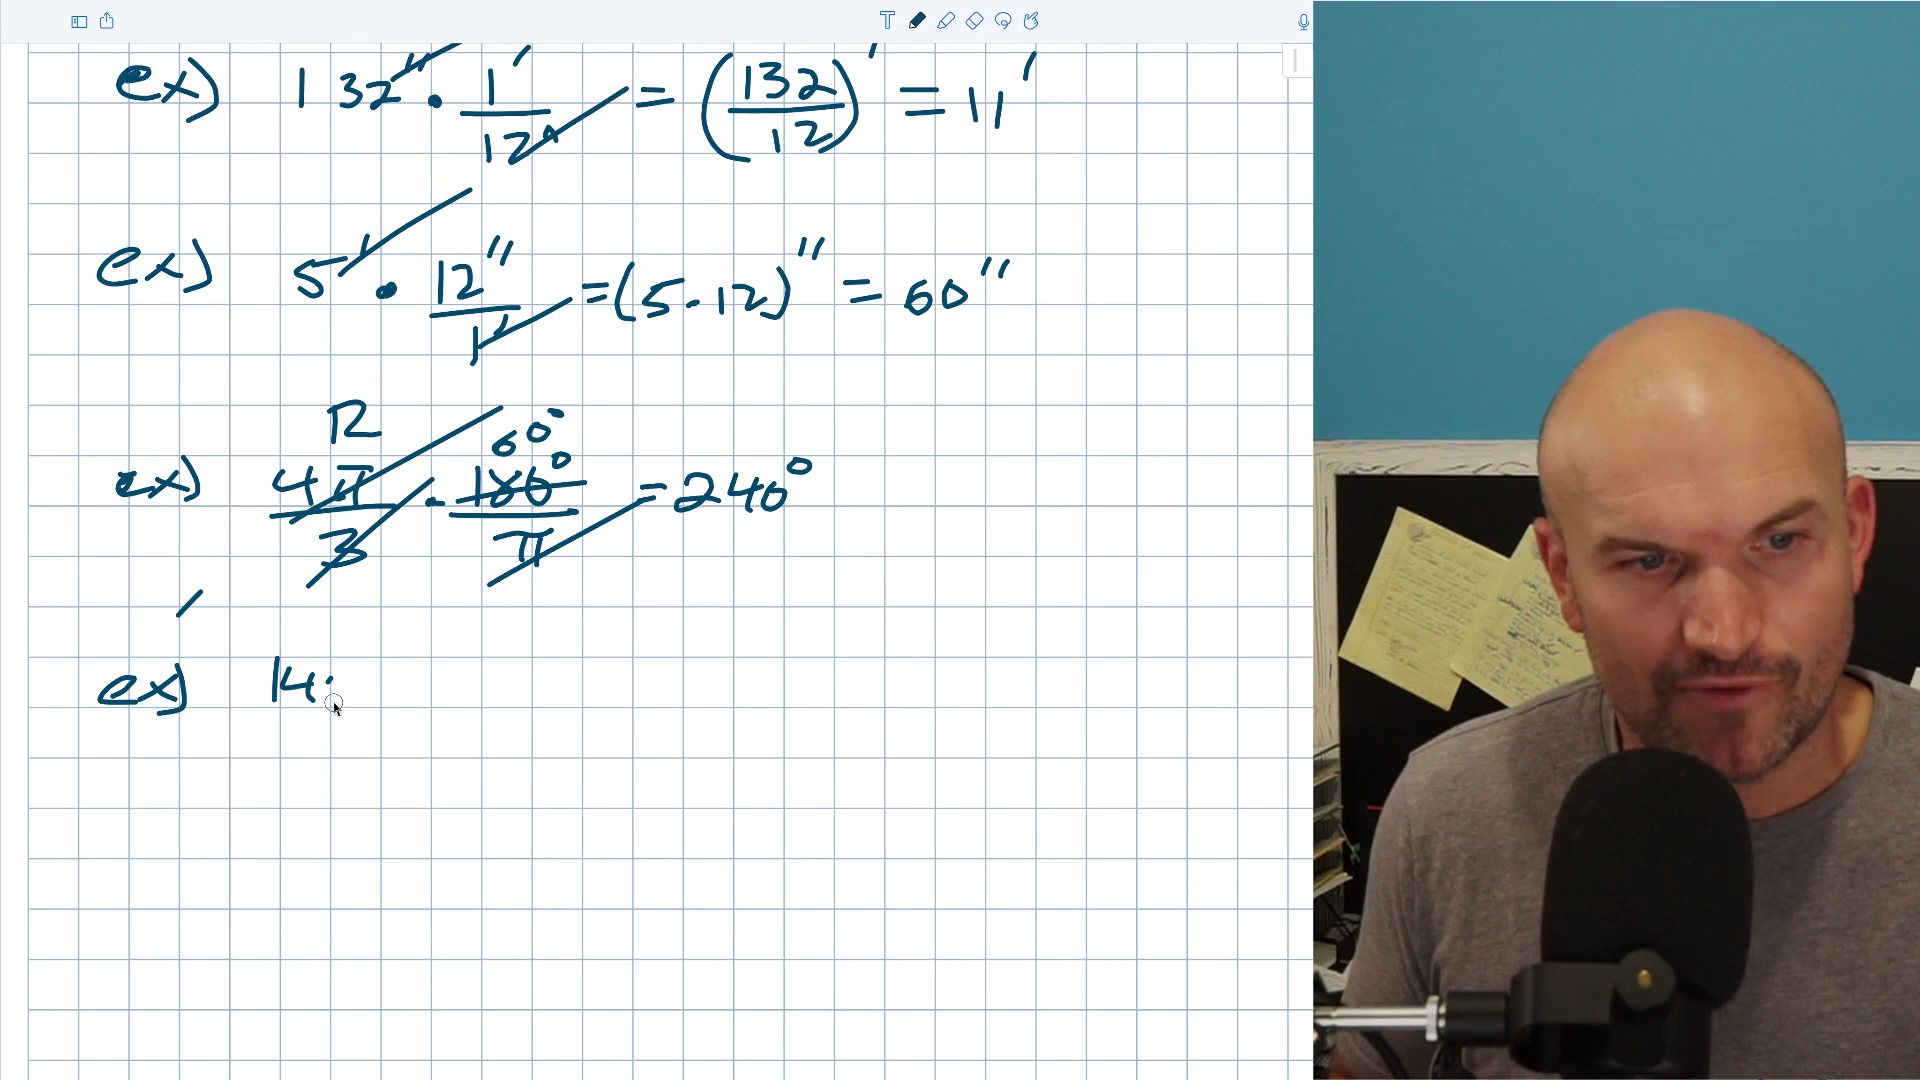 ex) 132" · 1'/12" = (132/12)' = 11'
ex) 5' · 12"/1' = (5·12)" = 60"
R 60°
ex) 4π/3 · 180°/π = 240°
ex) 14